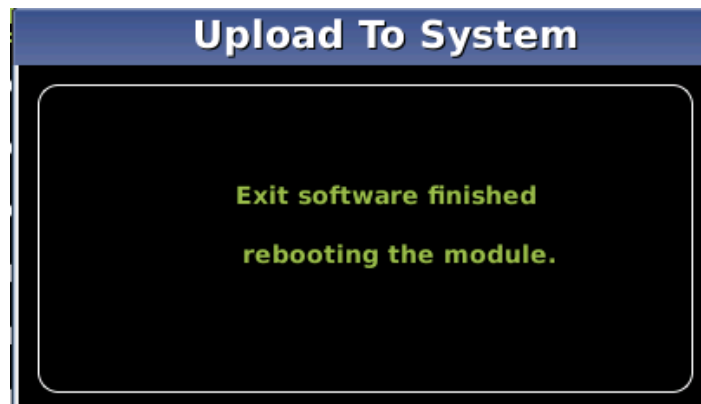 Upload To System
Exit software finished
rebooting the module.